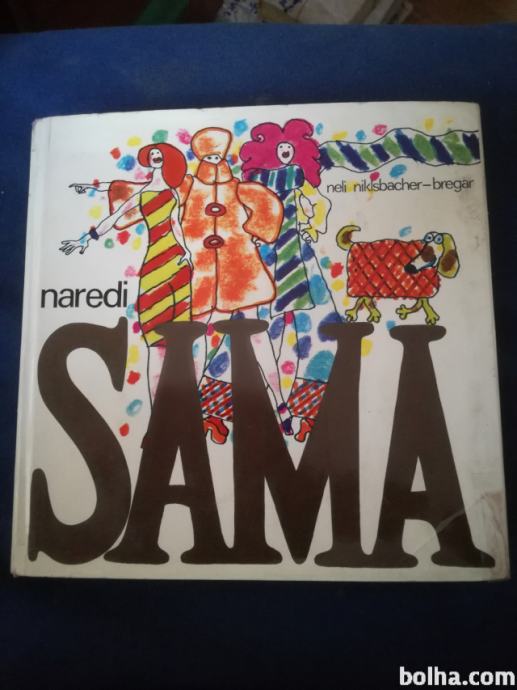 neli niklsbacher-bregar
naredi
SAMA
bolha.com